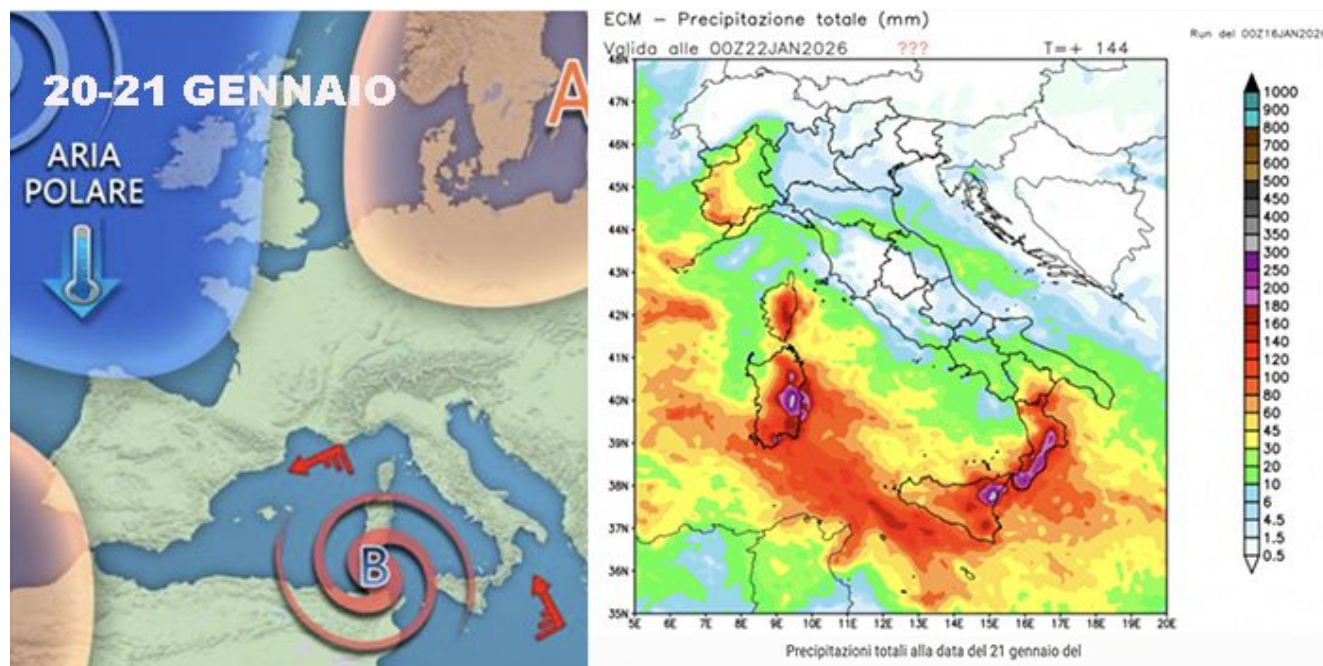 20-21 GENNAIO
ARIA
POLARE
A
B
ECM – Precipitazione totale (mm)
Run del 00Z16JAN2026
Valida alle 00Z22JAN2026 ??? T=+ 144
48N
47N
46N
45N
44N
43N
42N
41N
40N
39N
38N
37N
36N
35N
5E 7E 8E 9E 10E 11E 12E 13E 14E 15E 16E 17E 18E 20E
1000
900
800
700
600
500
450
400
350
300
250
200
180
160
140
120
100
80
60
45
30
20
10
6
4.5
1.5
0.5
Precipitazioni totali alla data del 21 gennaio del